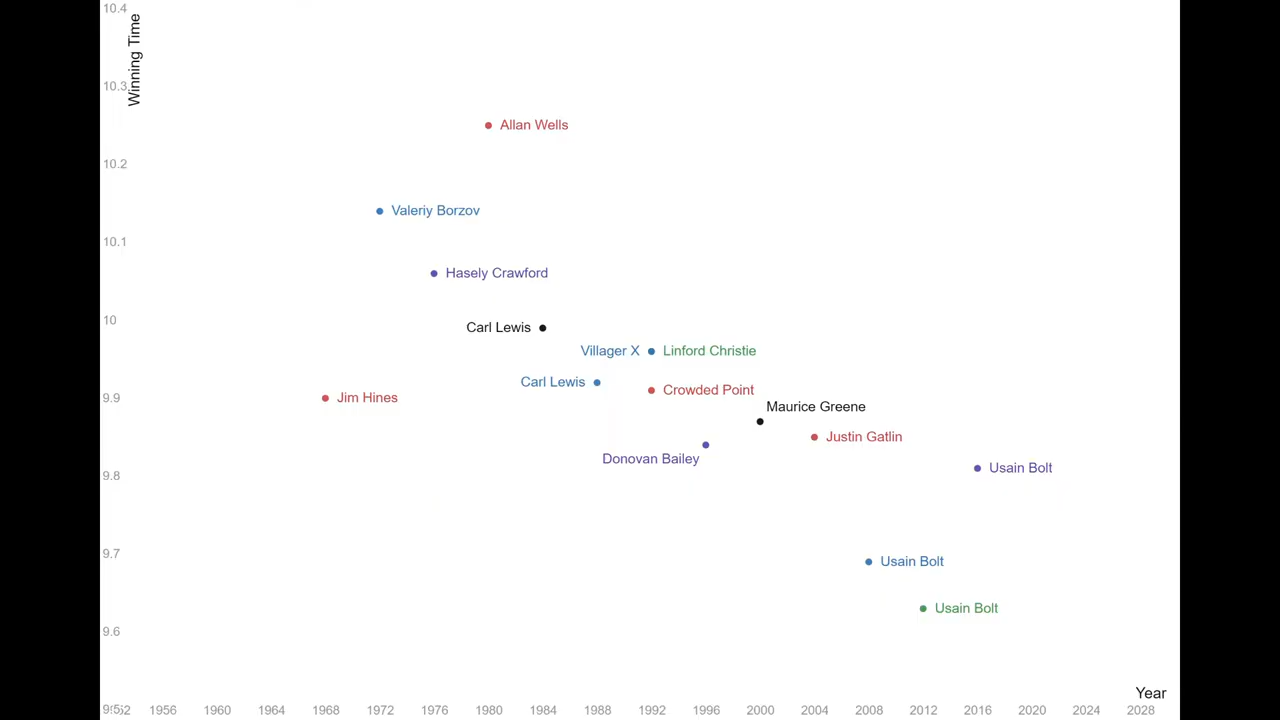 10.4
Winning Time
10.3
Allan Wells
10.2
Valeriy Borzov
10.1
Hasely Crawford
10
Carl Lewis
Villager X Linford Christie
Carl Lewis
Crowded Point
9.9
Jim Hines
Maurice Greene
Justin Gatlin
Donovan Bailey
9.8
Usain Bolt
9.7
Usain Bolt
Usain Bolt
9.6
Year
1956 1960 1964 1968 1972 1976 1980 1984 1988 1992 1996 2000 2004 2008 2012 2016 2020 2024 2028